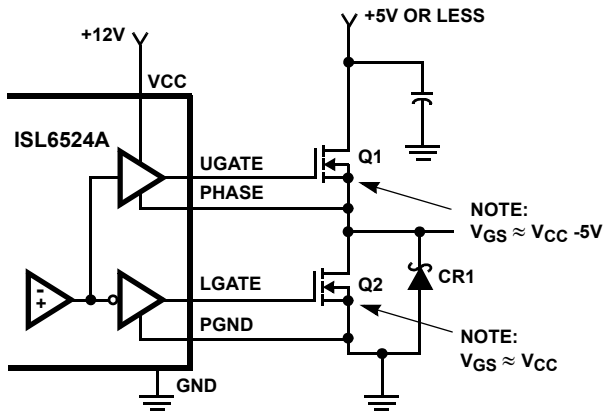 +5V OR LESS
+12V
VCC
ISL6524A
UGATE
Q1
PHASE
NOTE:
VGS ≈ VCC -5V
- +
LGATE
Q2
CR1
PGND
NOTE:
VGS ≈ VCC
GND